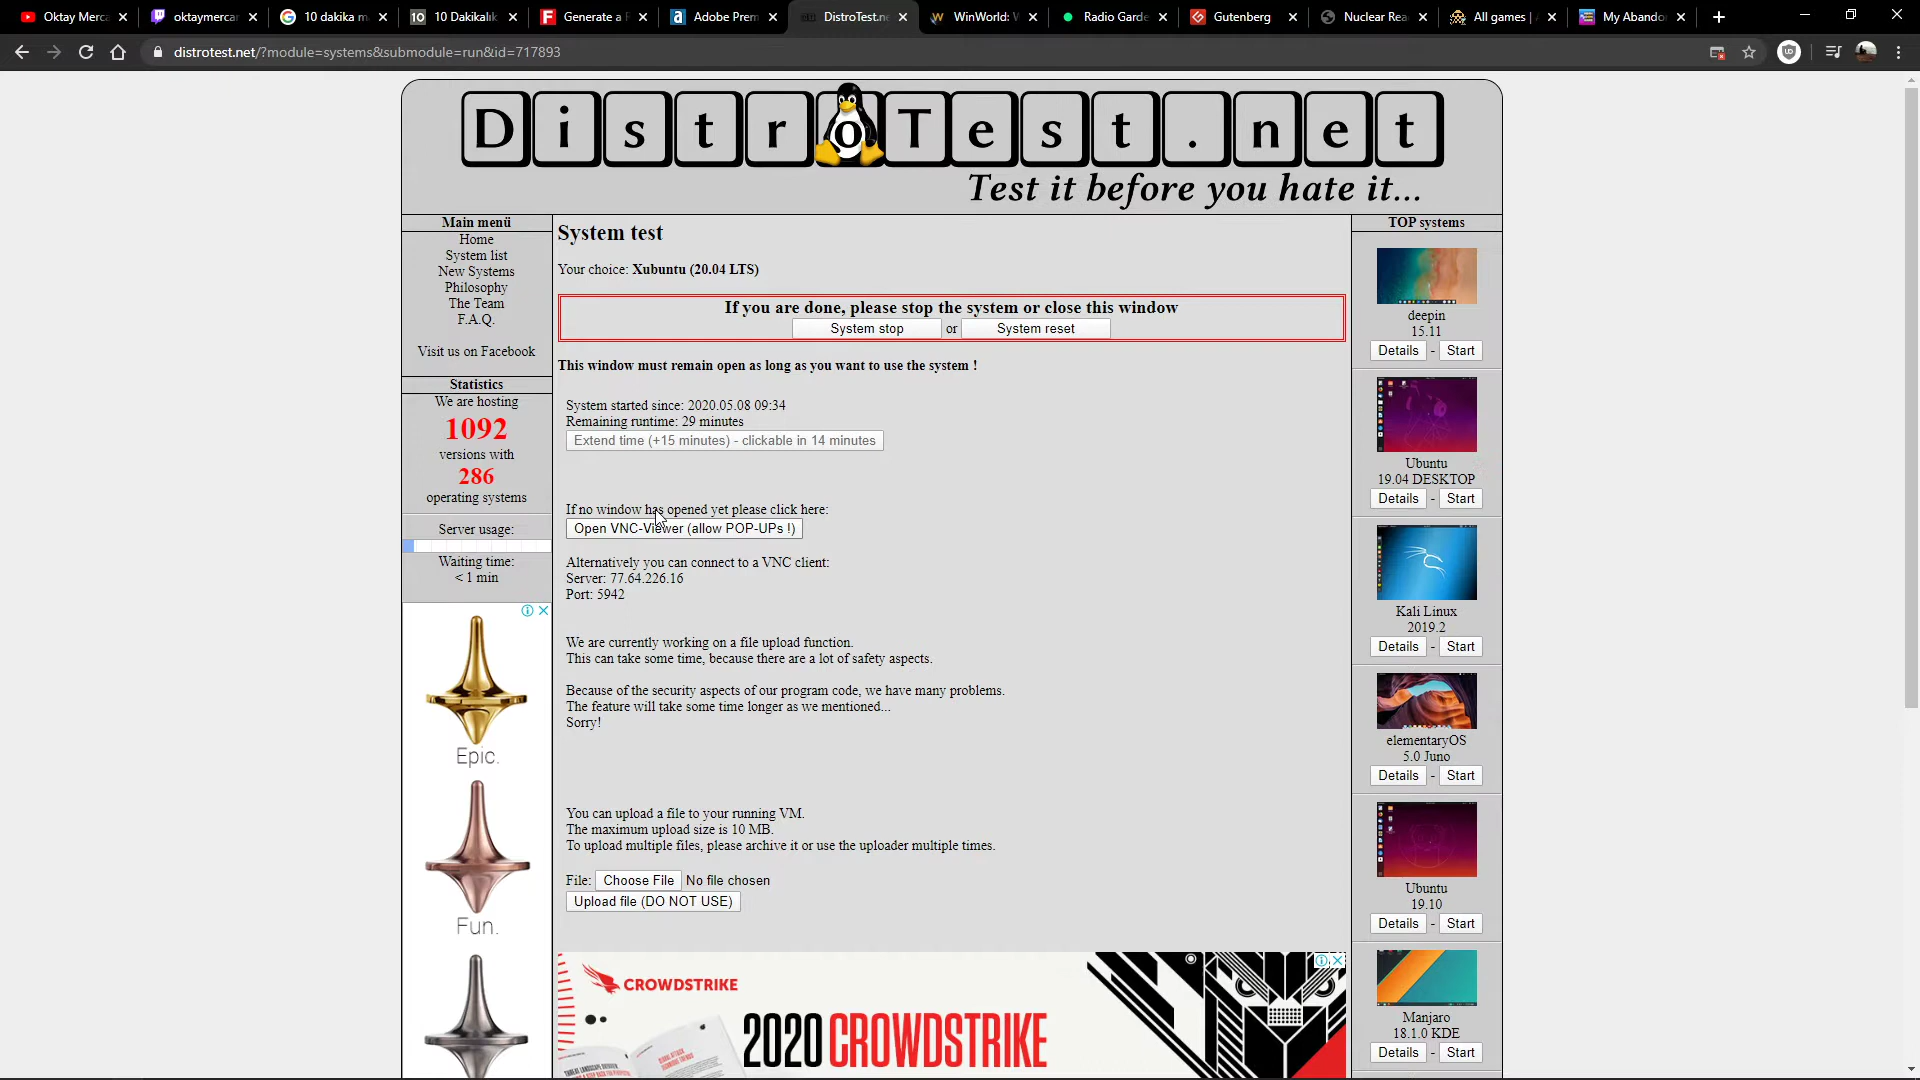 Oktay Merca
oktaymercan
10 dakika m
10 Dakikalık
Generate a F
Adobe Prem
DistroTest.ne
WinWorld: W
Radio Garde
Gutenberg
Nuclear Rea
All games |
My Abando
distrotest.net/?module=systems&submodule=run&id=717893
DistroTest.net
Test it before you hate it...
Main menü
Home
System list
New Systems
Philosophy
The Team
F.A.Q.
Visit us on Facebook
Statistics
We are hosting
1092
versions with
286
operating systems
Server usage:
Waiting time:
< 1 min
Epic.
Fun.
System test
Your choice: Xubuntu (20.04 LTS)
If you are done, please stop the system or close this window
System stop or System reset
This window must remain open as long as you want to use the system !
System started since: 2020.05.08 09:34
Remaining runtime: 29 minutes
Extend time (+15 minutes) - clickable in 14 minutes
If no window has opened yet please click here:
Open VNC-Viewer (allow POP-UPs !)
Alternatively you can connect to a VNC client:
Server: 77.64.226.16
Port: 5942
We are currently working on a file upload function.
This can take some time, because there are a lot of safety aspects.
Because of the security aspects of our program code, we have many problems.
The feature will take some time longer as we mentioned...
Sorry!
You can upload a file to your running VM.
The maximum upload size is 10 MB.
To upload multiple files, please archive it or use the uploader multiple times.
File: Choose File No file chosen
Upload file (DO NOT USE)
CROWDSTRIKE
2020 CROWDSTRIKE
TOP systems
deepin
15.11
Details - Start
Ubuntu
19.04 DESKTOP
Details - Start
Kali Linux
2019.2
Details - Start
elementaryOS
5.0 Juno
Details - Start
Ubuntu
19.10
Details - Start
Manjaro
18.1.0 KDE
Details - Start